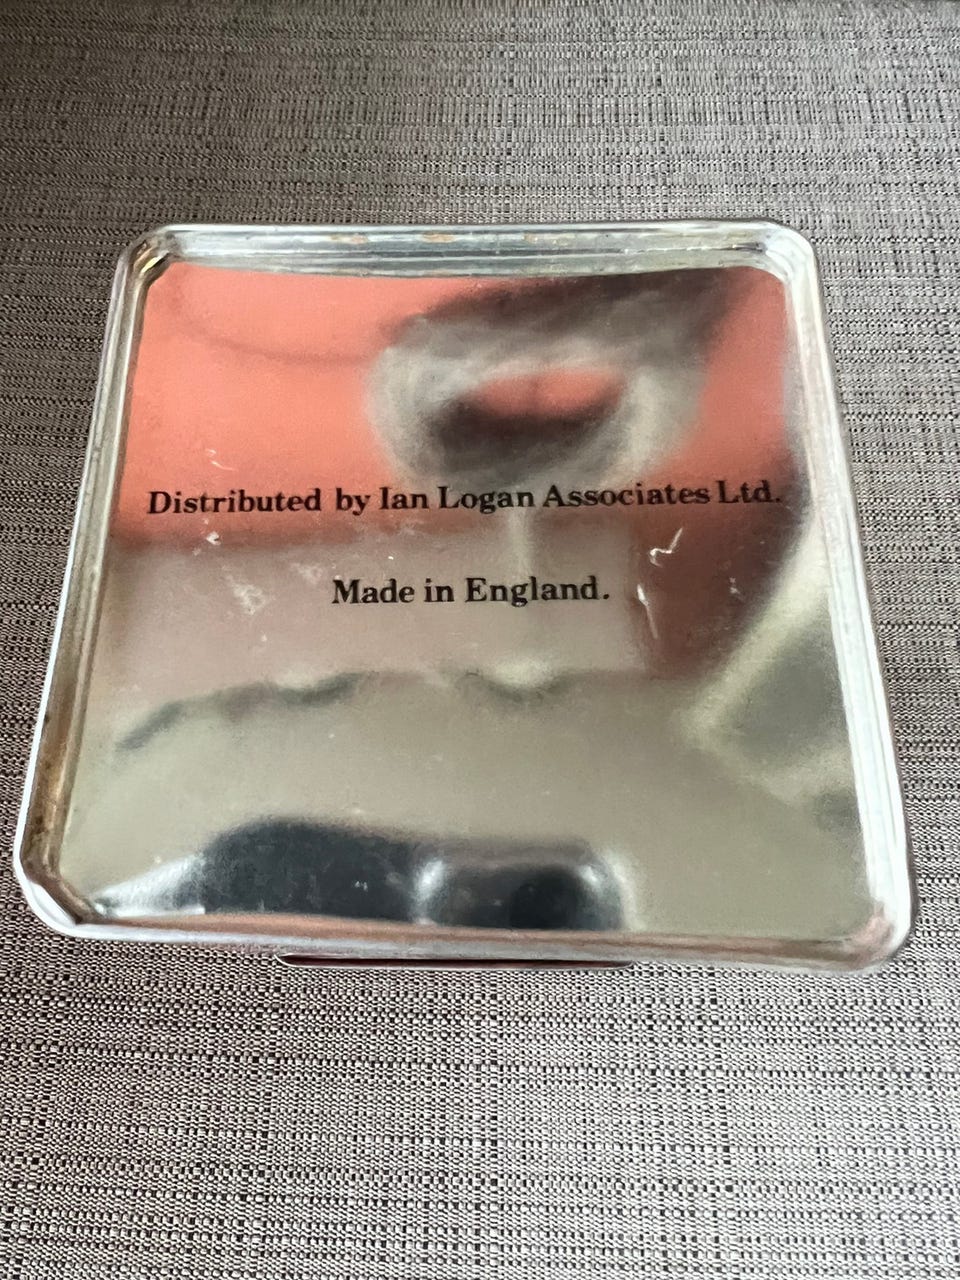 Distributed by Ian Logan Associates Ltd.
Made in England.